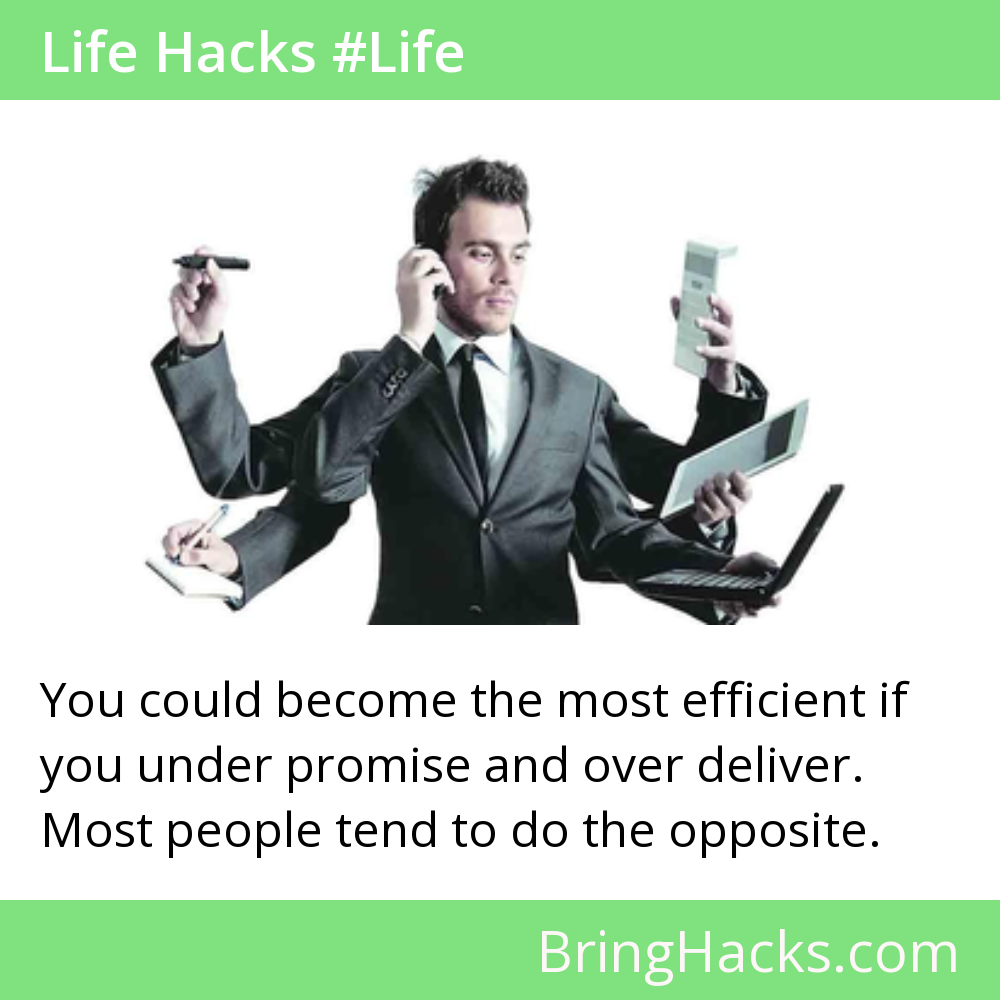 Life Hacks #Life
You could become the most efficient if
you under promise and over deliver.
Most people tend to do the opposite.
BringHacks.com